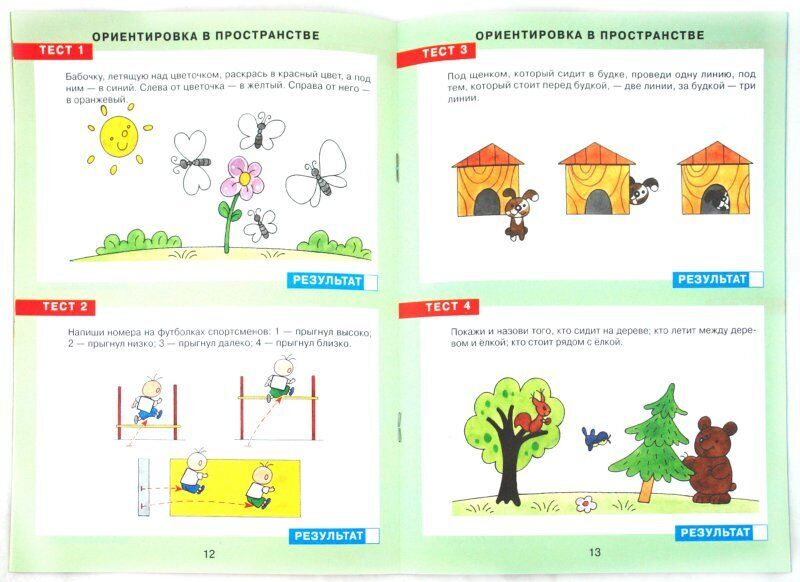 ОРИЕНТИРОВКА В ПРОСТРАНСТВЕ
ТЕСТ 1
Бабочку, летящую над цветочком, раскрась в красный цвет, а под
ним — в синий. Слева от цветочка — в жёлтый. Справа от него —
в оранжевый.
РЕЗУЛЬТАТ
ТЕСТ 2
Напиши номера на футболках спортсменов: 1 — прыгнул высоко;
2 — прыгнул низко; 3 — прыгнул далеко; 4 — прыгнул близко.
РЕЗУЛЬТАТ
12
ОРИЕНТИРОВКА В ПРОСТРАНСТВЕ
ТЕСТ 3
Под щенком, который сидит в будке, проведи одну линию, под
тем, который стоит перед будкой, — две линии, за будкой — три
линии.
РЕЗУЛЬТАТ
ТЕСТ 4
Покажи и назови того, кто сидит на дереве; кто летит между дере-
вом и ёлкой; кто стоит рядом с ёлкой.
РЕЗУЛЬТАТ
13